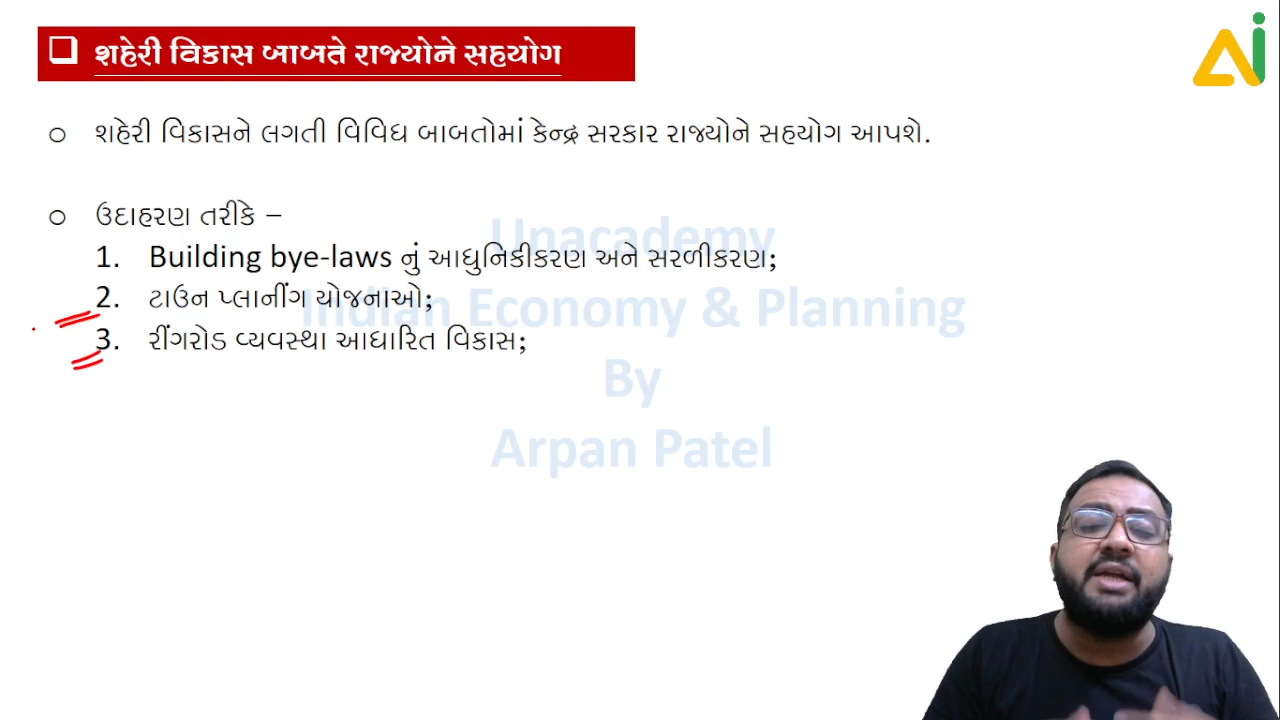 શહેરી વિકાસ બાબતે રાજ્યોને સહયોગ
શહેરી વિકાસને લગતી વિવિધ બાબતોમાં કેન્દ્ર સરકાર રાજ્યોને સહયોગ આપશે.
ઉદાહરણ તરીકે –
1. Building bye-laws નું આધુનિકીકરણ અને સરળીકરણ;
2. ટાઉન પ્લાનીંગ યોજનાઓ;
3. રીંગરોડ વ્યવસ્થા આધારિત વિકાસ;
Unacademy
Indian Economy & Planning
By
Arpan Patel